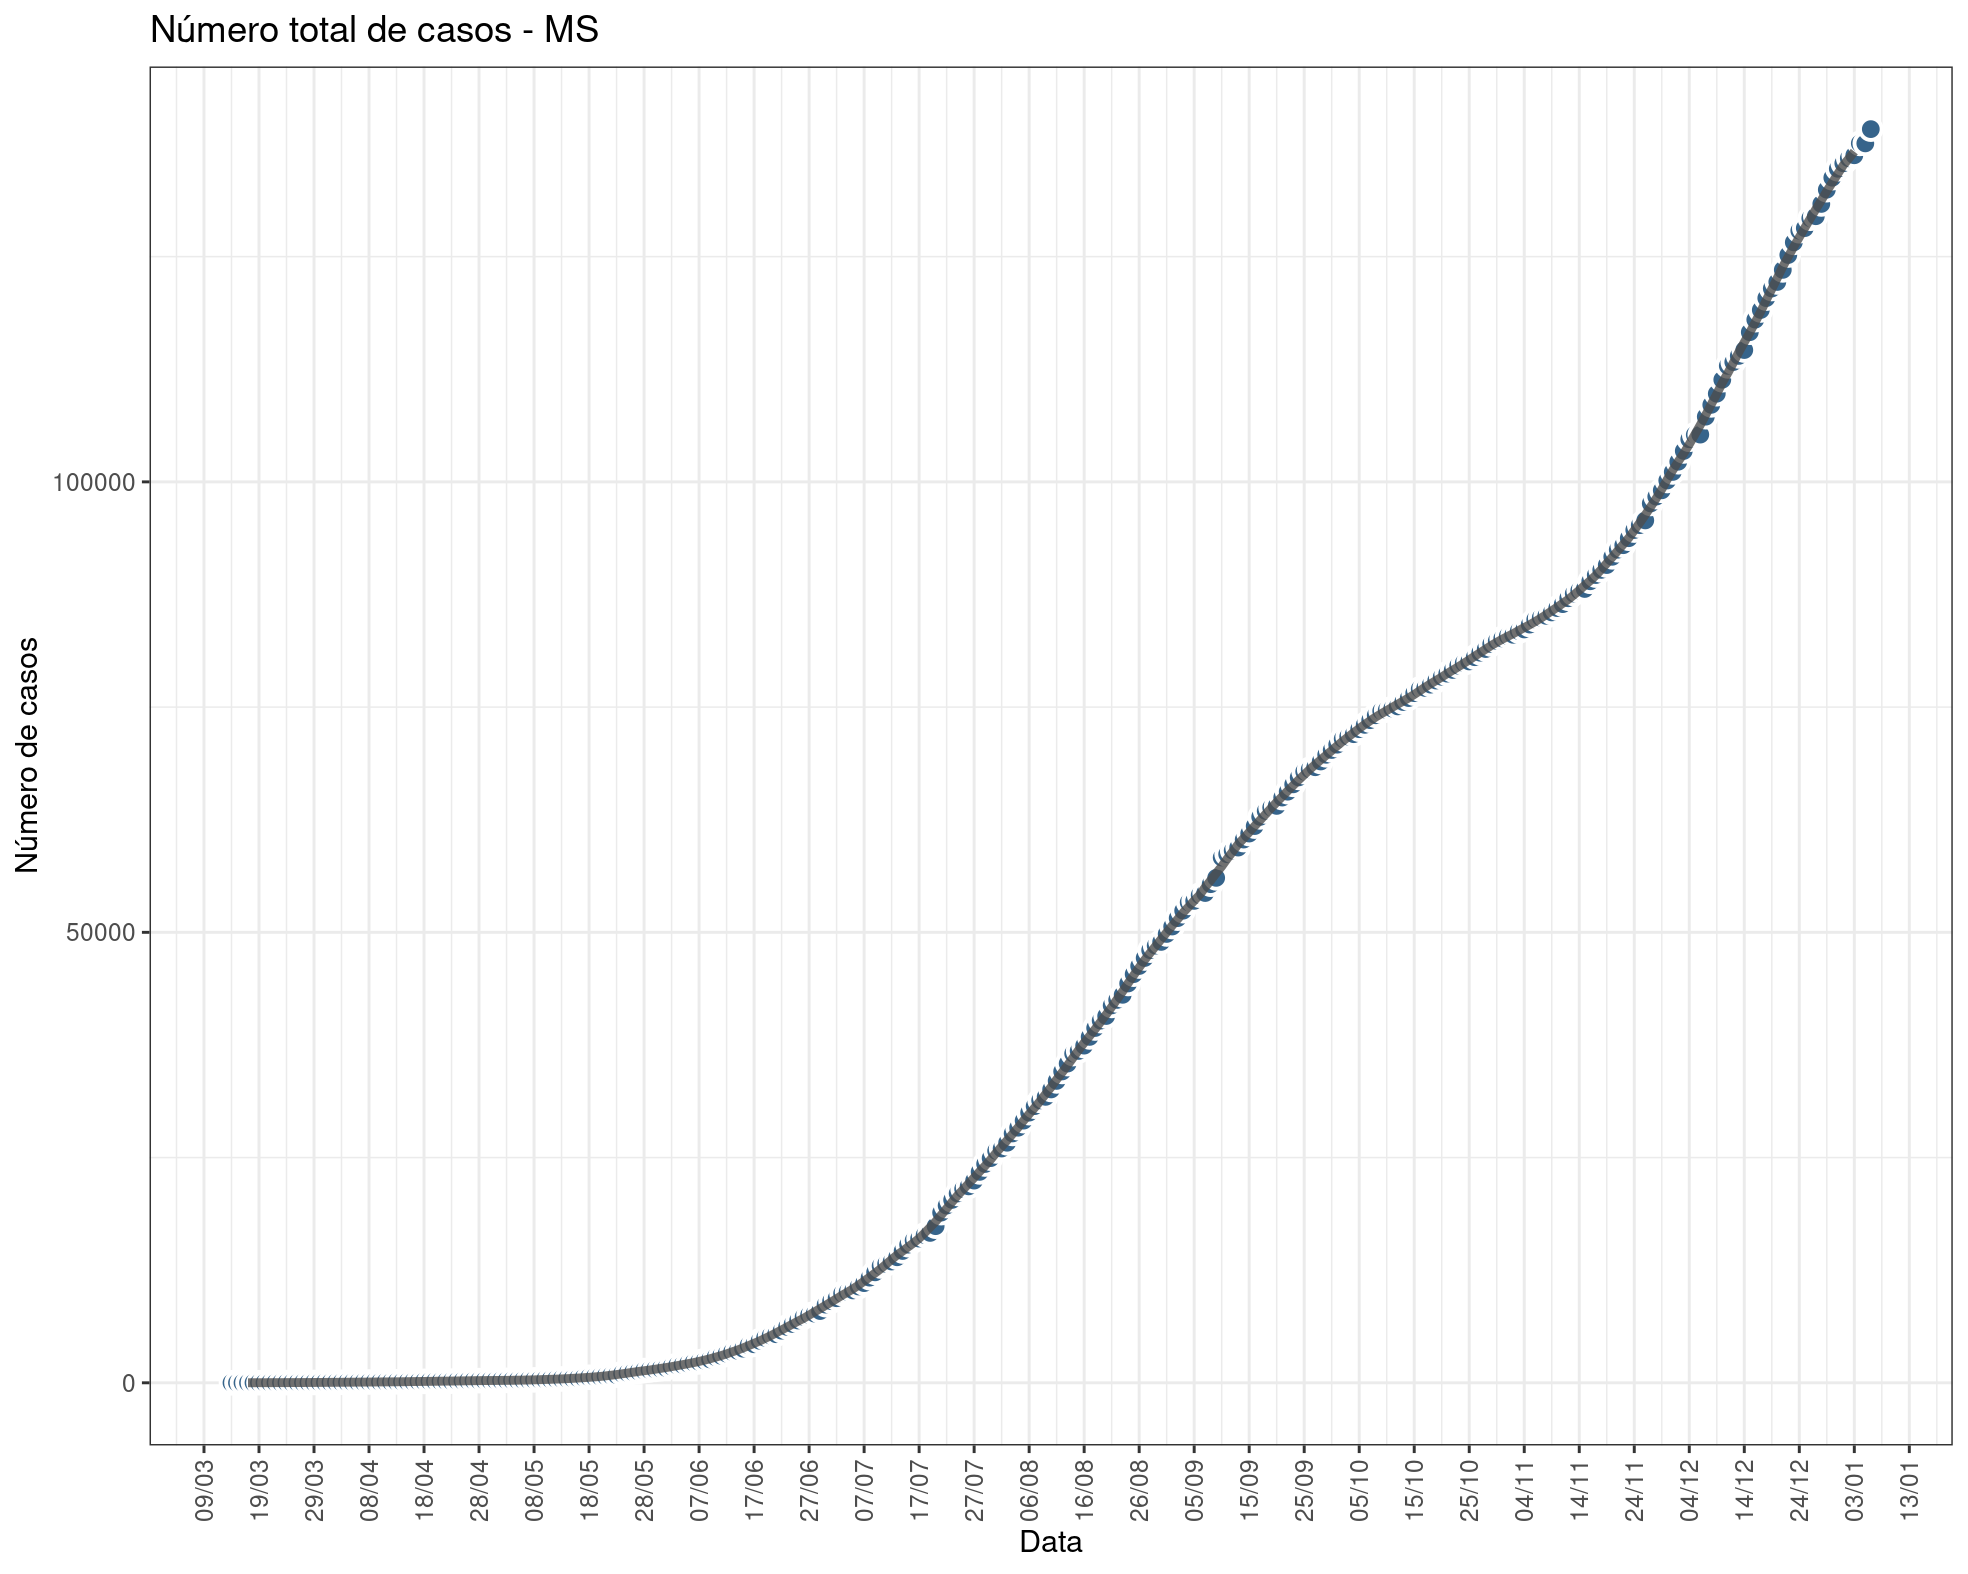 Número total de casos - MS
Número de casos
100000
50000
0
09/03 19/03 29/03 08/04 18/04 28/04 08/05 18/05 28/05 07/06 17/06 27/06 07/07 17/07 27/07 06/08 16/08 26/08 05/09 15/09 25/09 05/10 15/10 25/10 04/11 14/11 24/11 04/12 14/12 24/12 03/01 13/01
Data